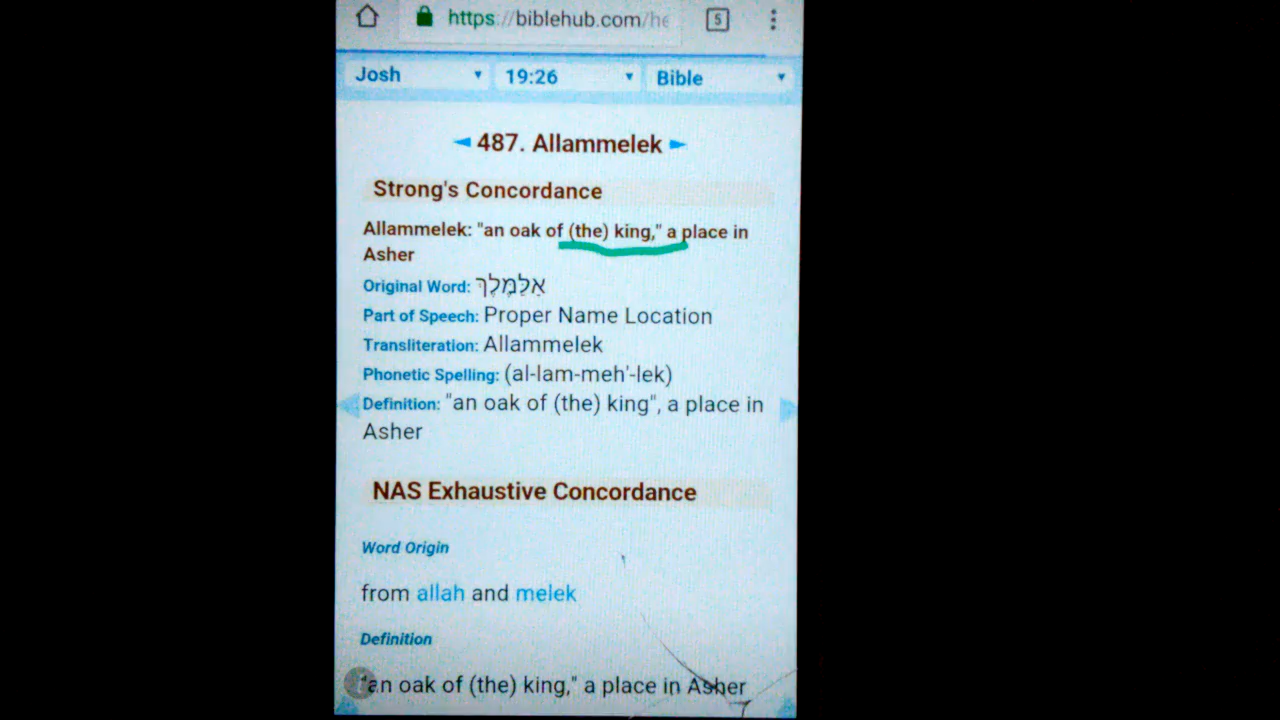 https://biblehub.com/he
5
Josh 19:26 Bible
487. Allammelek
Strong's Concordance
Allammelek: "an oak of (the) king," a place in
Asher
Original Word: אַלַמֶּלֶךְ
Part of Speech: Proper Name Location
Transliteration: Allammelek
Phonetic Spelling: (al-lam-meh'-lek)
Definition: "an oak of (the) king", a place in
Asher
NAS Exhaustive Concordance
Word Origin
from allah and melek
Definition
"an oak of (the) king," a place in Asher